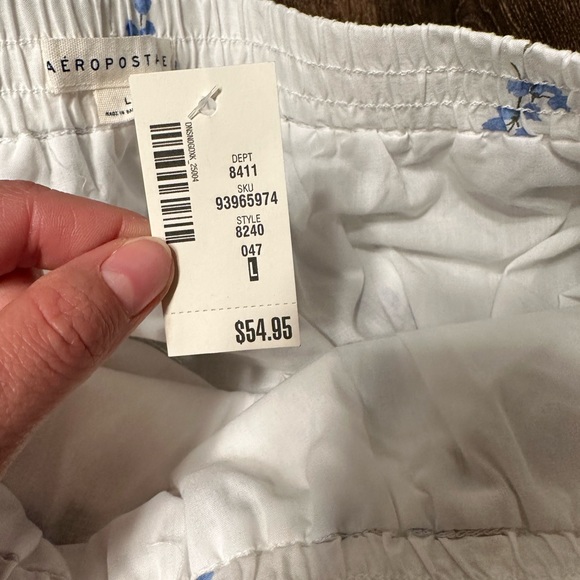 AÉROPOSTALE
L
DEPT
8411
SKU
93965974
STYLE
8240
047
L
$54.95